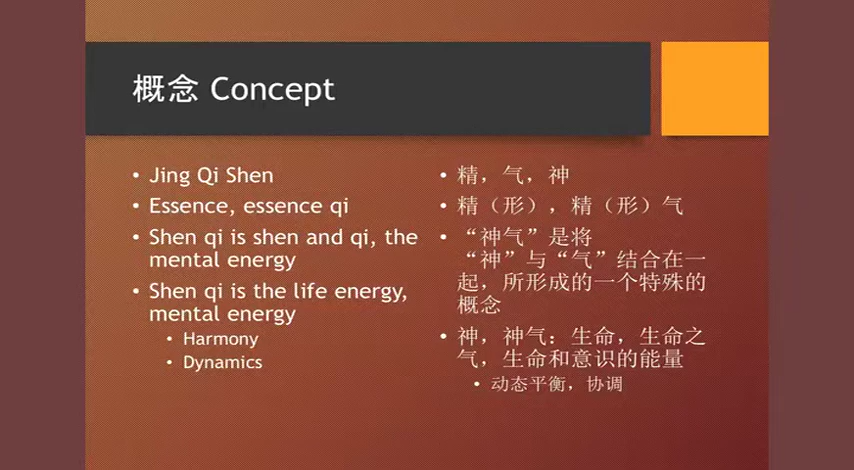 概念 Concept
• Jing Qi Shen
• Essence, essence qi
• Shen qi is shen and qi, the
mental energy
• Shen qi is the life energy,
mental energy
• Harmony
• Dynamics
• 精，气，神
• 精（形），精（形）气
• “神气”是将
“神”与“气”结合在一
起，所形成的一个特殊的
概念
• 神，神气：生命，生命之
气，生命和意识的能量
• 动态平衡，协调